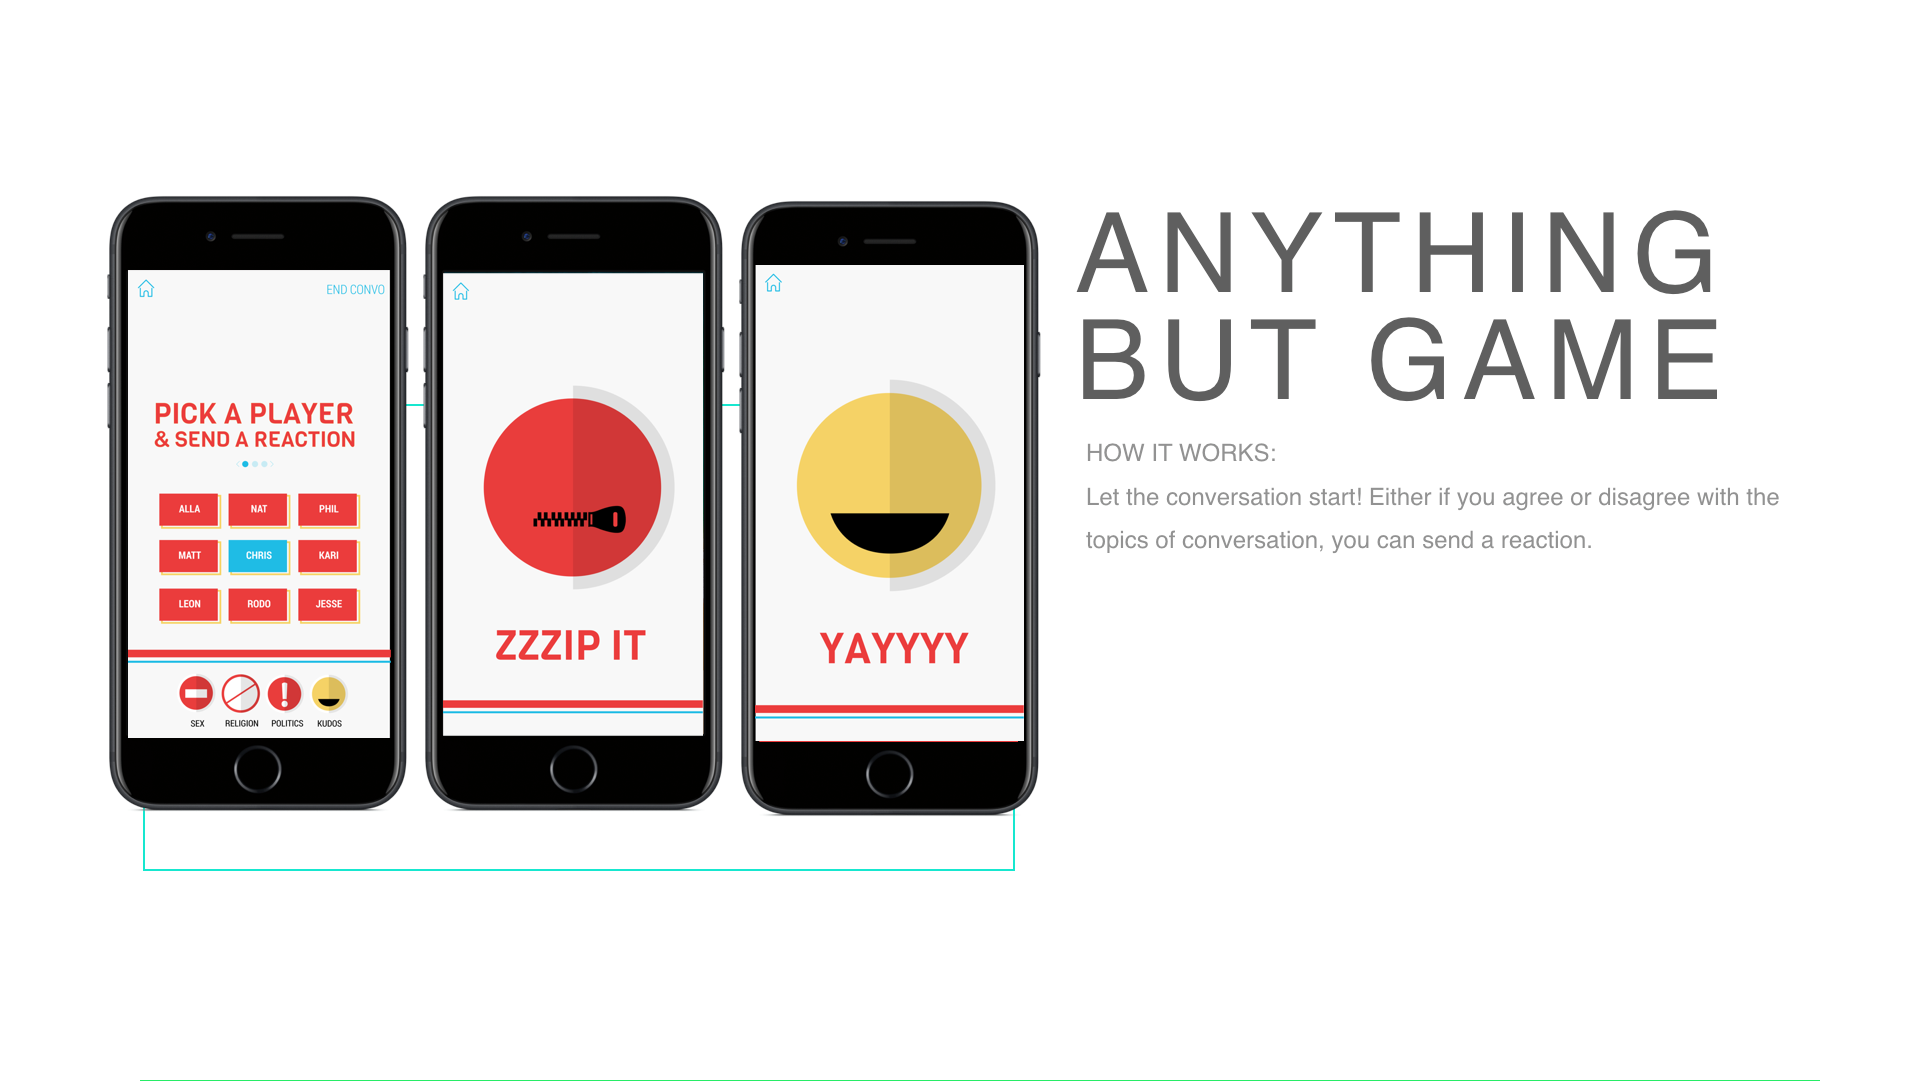 END CONVO
PICK A PLAYER
& SEND A REACTION
ALLA NAT PHIL
MATT CHRIS KARI
LEON RODO JESSE
SEX RELIGION POLITICS KUDOS
ZZZIP IT
YAYYYY
ANYTHING
BUT GAME
HOW IT WORKS:
Let the conversation start! Either if you agree or disagree with the
topics of conversation, you can send a reaction.